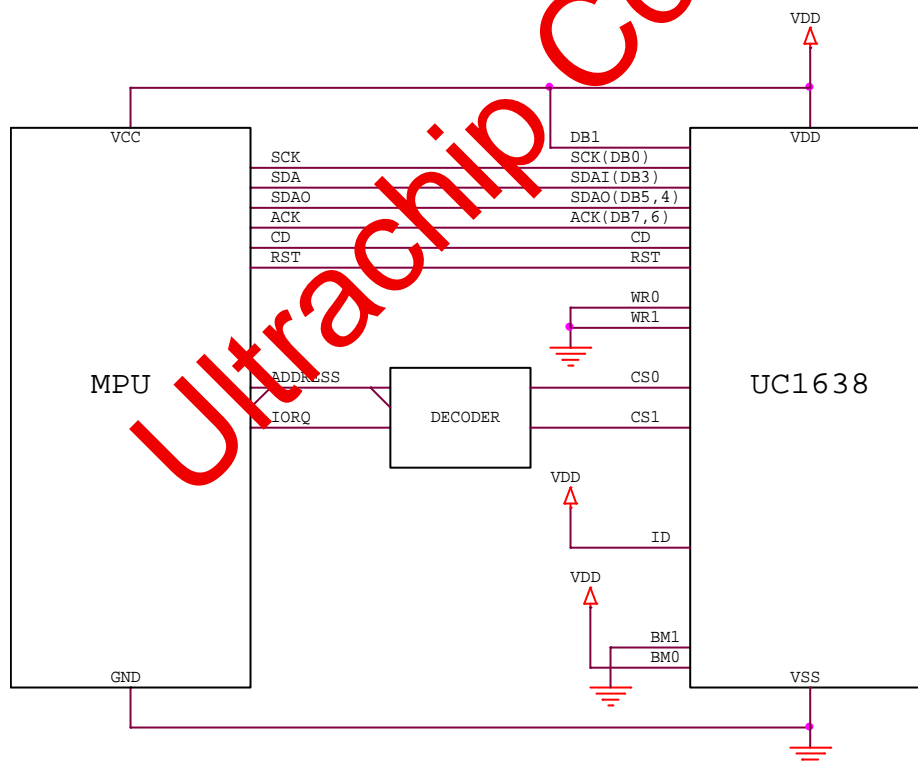 Ultrachip Co
VDD
VCC
DB1
VDD
SCK
SCK(DB0)
SDA
SDAI(DB3)
SDAO
SDAO(DB5,4)
ACK
ACK(DB7,6)
CD
CD
RST
RST
WR0
WR1
MPU
ADDRESS
CS0
UC1638
IORQ
DECODER
CS1
VDD
ID
VDD
BM1
BM0
GND
VSS